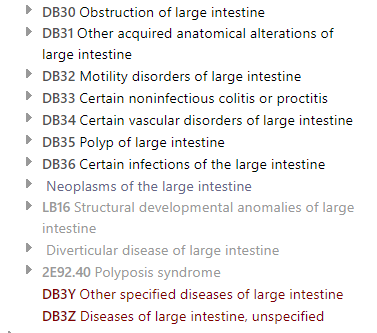 DB30 Obstruction of large intestine
DB31 Other acquired anatomical alterations of
large intestine
DB32 Motility disorders of large intestine
DB33 Certain noninfectious colitis or proctitis
DB34 Certain vascular disorders of large intestine
DB35 Polyp of large intestine
DB36 Certain infections of the large intestine
Neoplasms of the large intestine
LB16 Structural developmental anomalies of large
intestine
Diverticular disease of large intestine
2E92.40 Polyposis syndrome
DB3Y Other specified diseases of large intestine
DB3Z Diseases of large intestine, unspecified